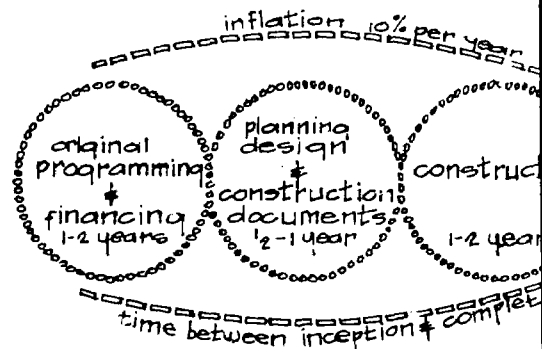 inflation 10% per year
original
programming
&
financing
1-2 years
planning
design
&
construction
documents
½-1 year
construct
1-2 year
time between inception & complet